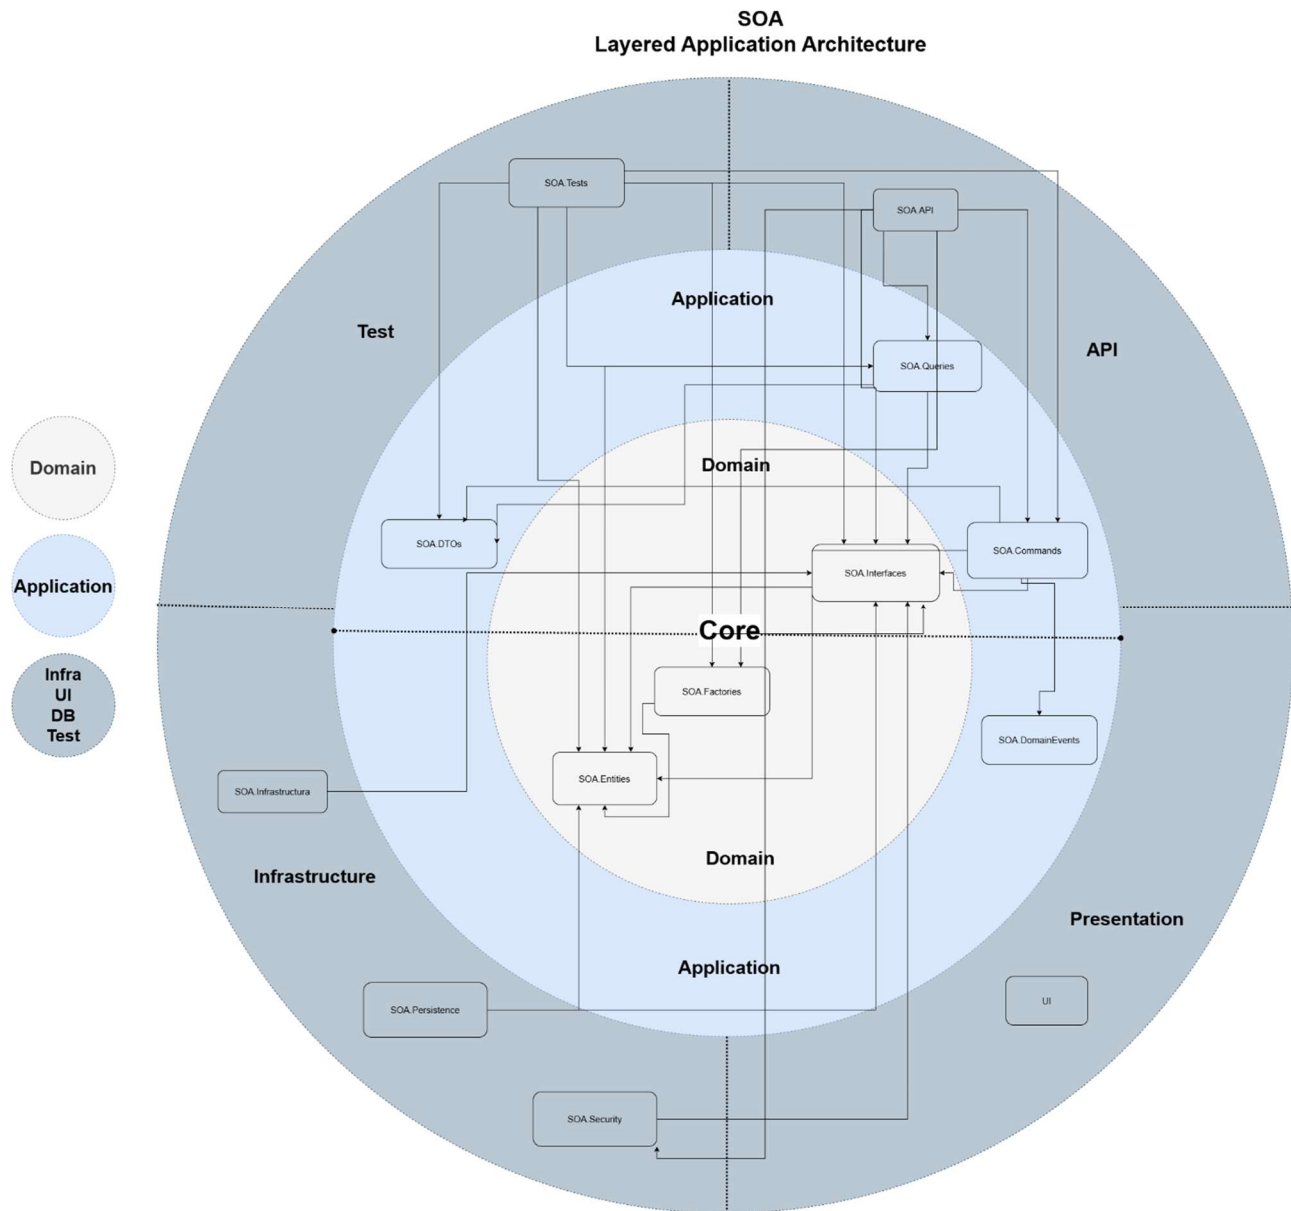 SOA
Layered Application Architecture
SOA.Tests
SOA.API
Application
Test
API
SOA.Queries
Domain
Domain
SOA.DTOs
SOA.Commands
SOA.Interfaces
Application
Core
Infra
UI
DB
Test
SOA.Factories
SOA.DomainEvents
SOA.Entities
SOA.Infrastructura
Domain
Infrastructure
Presentation
Application
SOA.Persistence
UI
SOA.Security